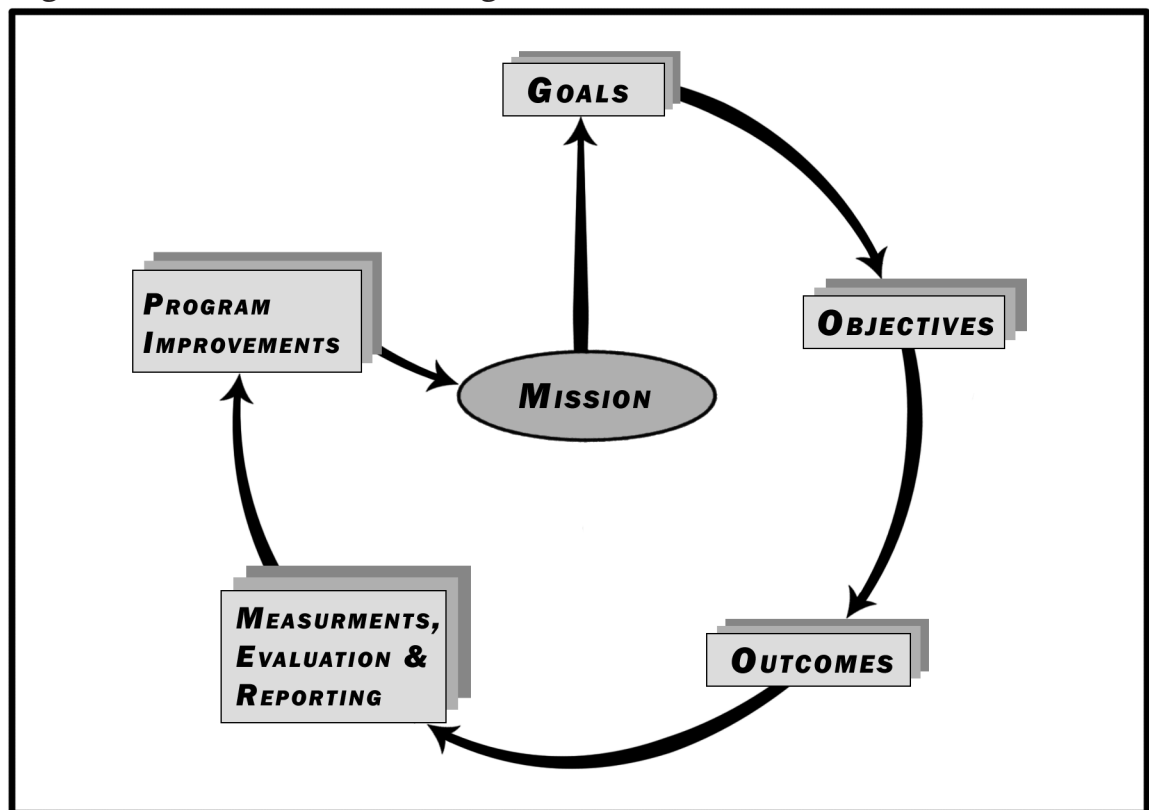 GOALS
OBJECTIVES
OUTCOMES
MEASURMENTS,
EVALUATION &
REPORTING
PROGRAM
IMPROVEMENTS
MISSION